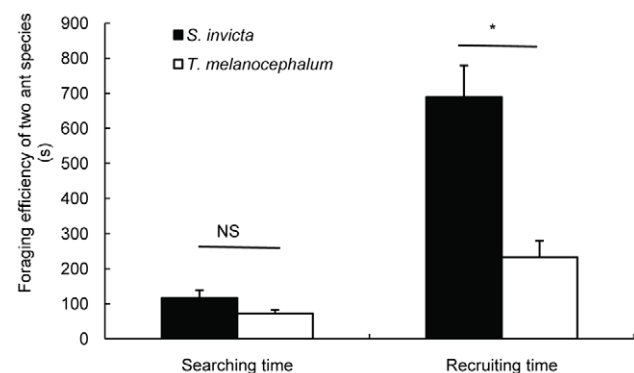 Foraging efficiency of two ant species
(s)
900
800
700
600
500
400
300
200
100
0
S. invicta
T. melanocephalum
NS
*
Searching time
Recruiting time